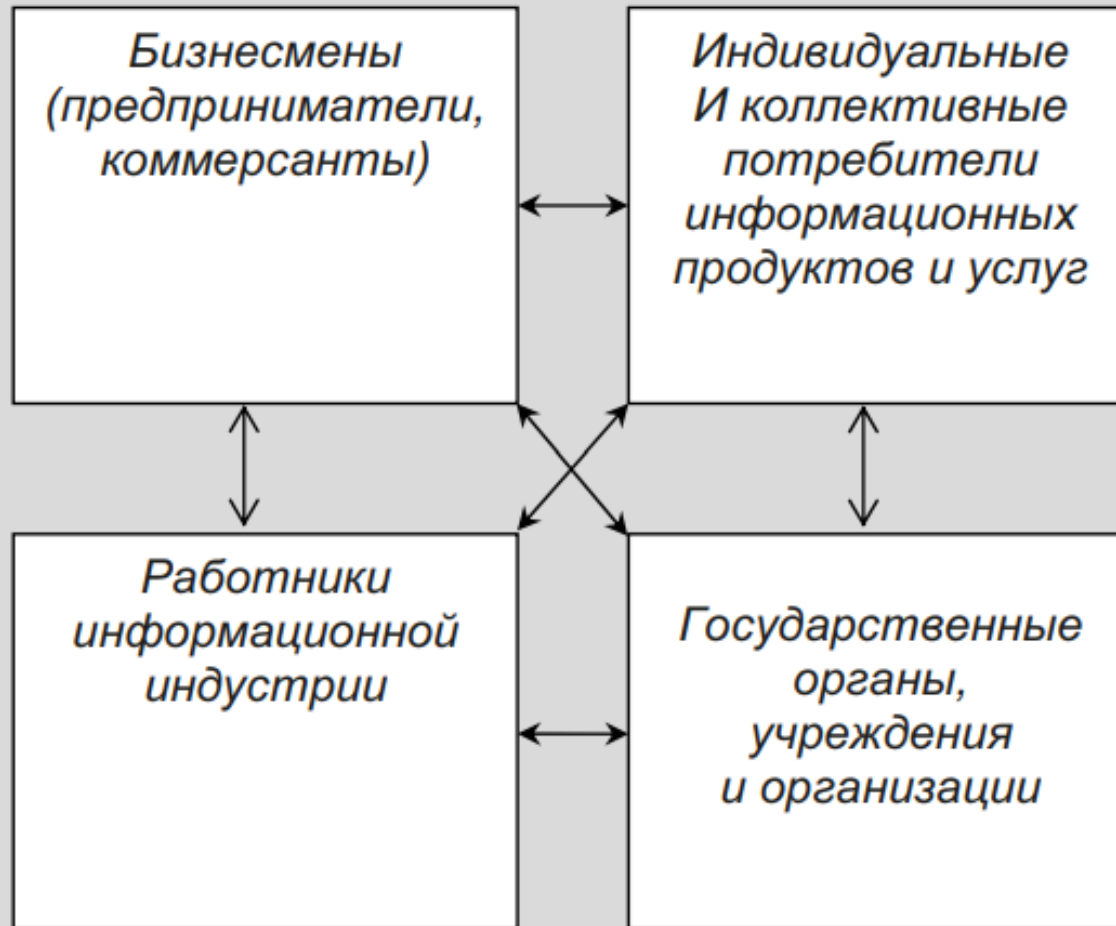 Бизнесмены
(предприниматели,
коммерсанты)
Индивидуальные
И коллективные
потребители
информационных
продуктов и услуг
Работники
информационной
индустрии
Государственные
органы,
учреждения
и организации